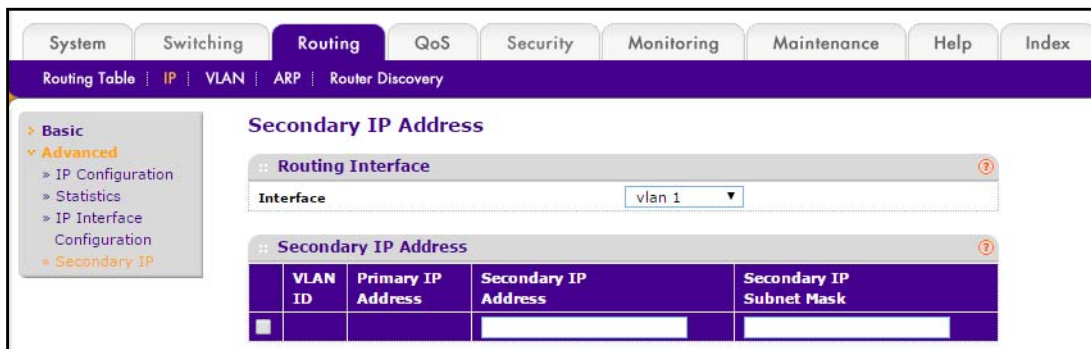 System Switching Routing QoS Security Monitoring Maintenance Help Index
Routing Table IP VLAN ARP Router Discovery
Basic
Advanced
» IP Configuration
» Statistics
» IP Interface
Configuration
» Secondary IP
Secondary IP Address
Routing Interface
Interface vlan 1
Secondary IP Address
VLAN ID
Primary IP Address
Secondary IP Address
Secondary IP Subnet Mask